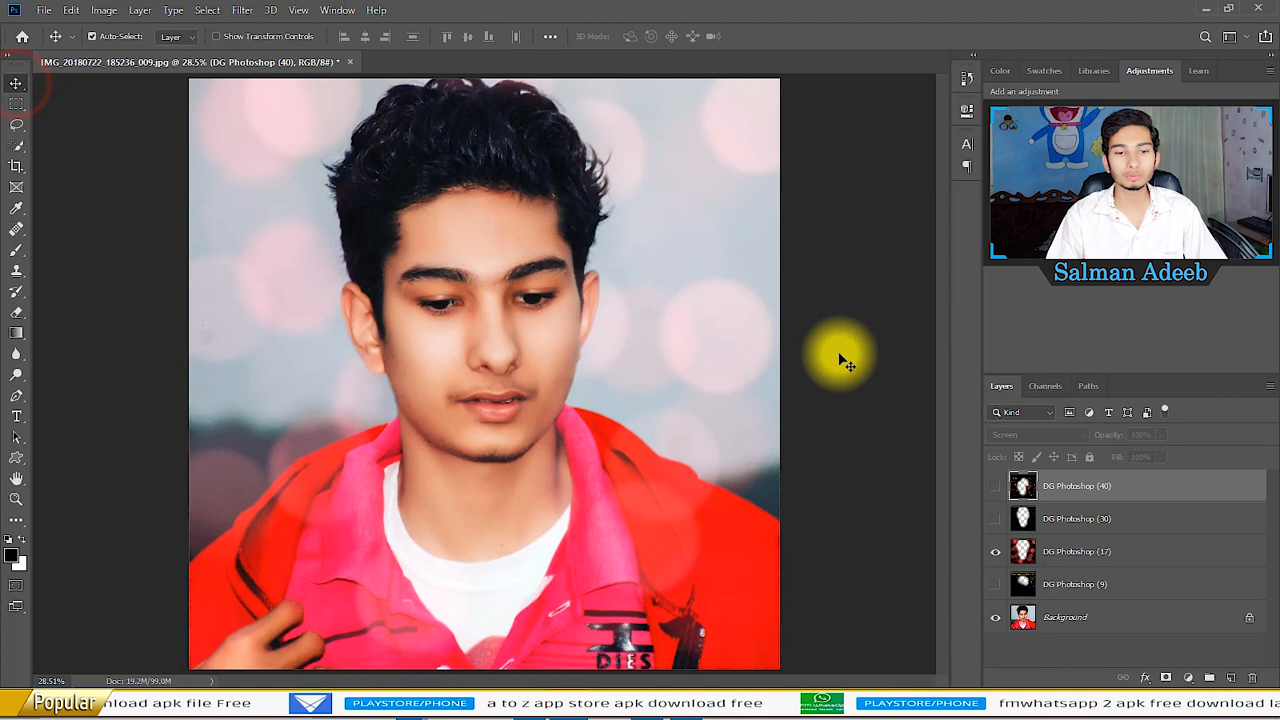 Ps File Edit Image Layer Type Select Filter 3D View Window Help
Auto-Select: Layer Show Transform Controls 3D Mode:
IMG_20180722_185236_009.jpg @ 28.5% (DG Photoshop (40), RGB/8#) *
Color Swatches Libraries Adjustments Learn
Add an adjustment
Salman Adeeb
Layers Channels Paths
Kind
Screen Opacity: 100%
Lock: Fill: 100%
DG Photoshop (40)
DG Photoshop (30)
DG Photoshop (17)
DG Photoshop (9)
Background
DIES
28.51% Doc:19.2M/99.0M
Popular apk file Free PLAYSTORE/PHONE a to z app store apk download free PLAYSTORE/PHONE fmwhatsapp 2 apk free download